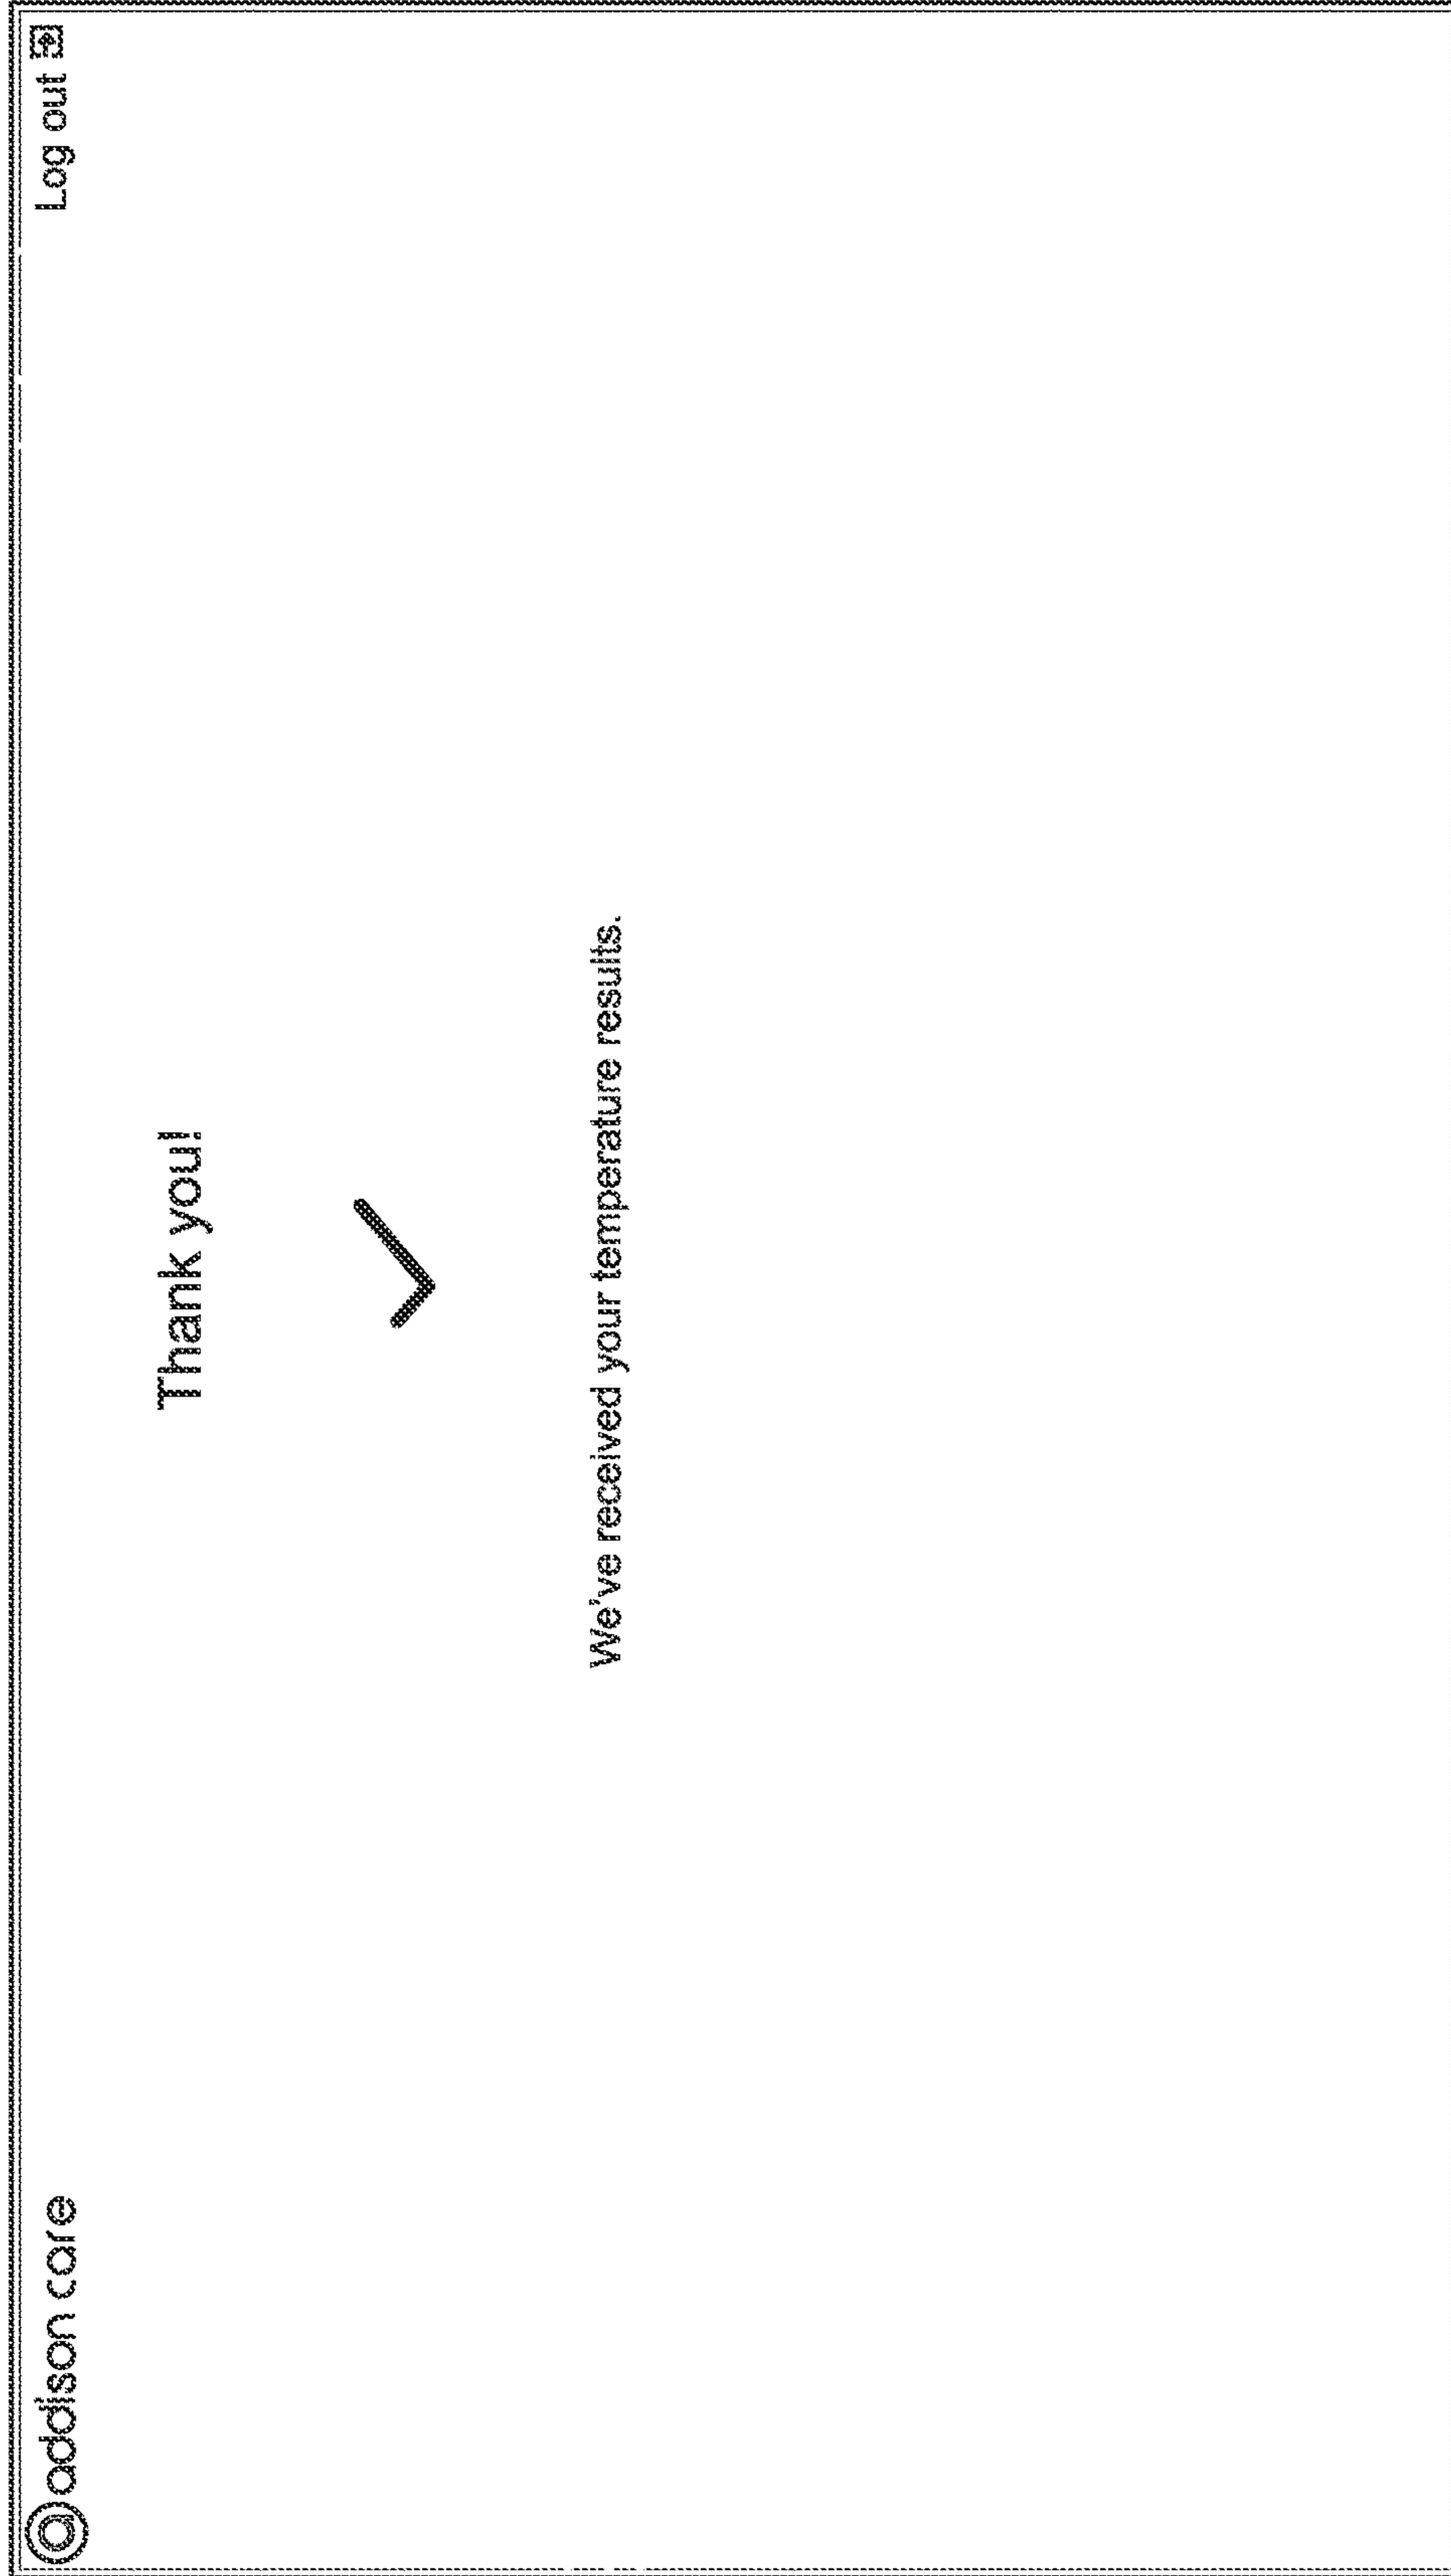 addison care
Log out
Thank you!
We've received your temperature results.